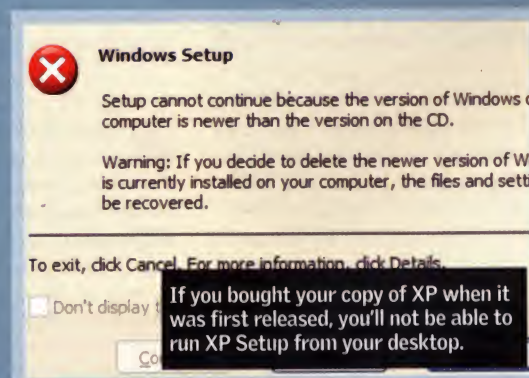 Windows Setup
Setup cannot continue because the version of Windows
computer is newer than the version on the CD.
Warning: If you decide to delete the newer version of
is currently installed on your computer, the files and
be recovered.
To exit, click Cancel. For more information, click Details.
Don't display
If you bought your copy of XP when it
was first released, you'll not be able to
run XP Setup from your desktop.